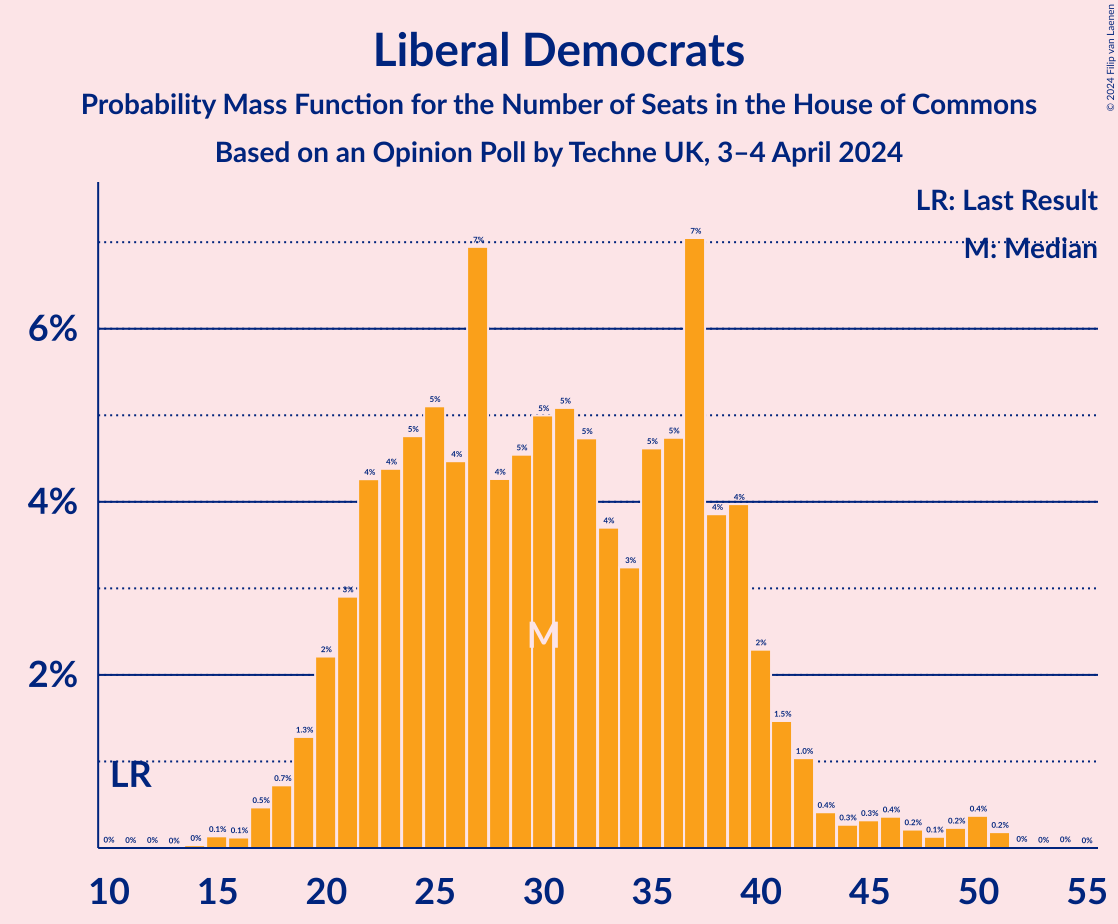 © 2024 Filip van Laenen
Liberal Democrats
Probability Mass Function for the Number of Seats in the House of Commons
Based on an Opinion Poll by Techne UK, 3–4 April 2024
LR: Last Result
M: Median
6%
4%
2%
0% 0% 0% 0% 0% 0.1% 0.1% 0.5% 0.7% 1.3% 2% 3% 4% 4% 5% 5% 4% 7% 4% 5% 5% 5% 5% 4% 3% 5% 5% 7% 4% 4% 2% 1.5% 1.0% 0.4% 0.3% 0.3% 0.4% 0.2% 0.1% 0.2% 0.4% 0.2% 0% 0% 0% 0%
M
LR
10 15 20 25 30 35 40 45 50 55